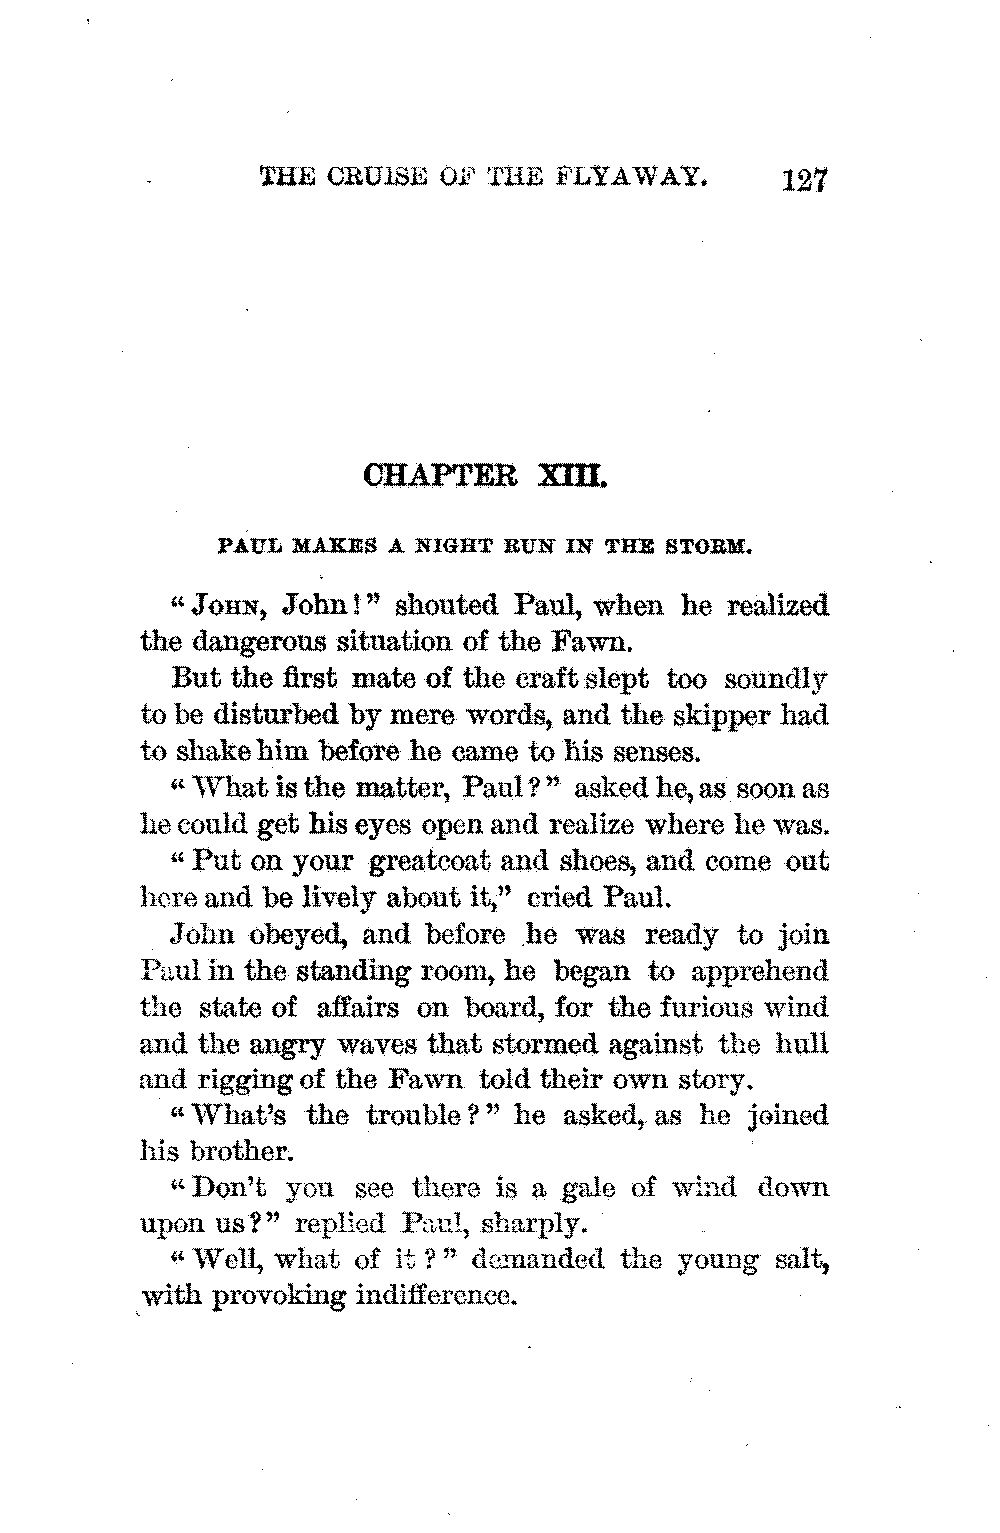 THE CRUISE OF THE FLYAWAY. 127
CHAPTER XIII.
PAUL MAKES A NIGHT RUN IN THE STORM.
“JOHN, John!” shouted Paul, when he realized
the dangerous situation of the Fawn.
But the first mate of the craft slept too soundly
to be disturbed by mere words, and the skipper had
to shake him before he came to his senses.
“What is the matter, Paul?” asked he, as soon as
he could get his eyes open and realize where he was.
“Put on your greatcoat and shoes, and come out
here and be lively about it,” cried Paul.
John obeyed, and before he was ready to join
Paul in the standing room, he began to apprehend
the state of affairs on board, for the furious wind
and the angry waves that stormed against the hull
and rigging of the Fawn told their own story.
“What's the trouble?” he asked, as he joined
his brother.
“Don't you see there is a gale of wind down
upon us?” replied Paul, sharply.
“Well, what of it?” demanded the young salt,
with provoking indifference.